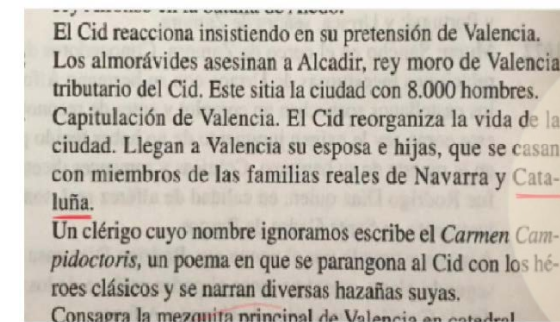 El Cid reacciona insistiendo en su pretensión de Valencia.
Los almorávides asesinan a Alcadir, rey moro de Valencia
tributario del Cid. Este sitia la ciudad con 8.000 hombres.
Capitulación de Valencia. El Cid reorganiza la vida de la
ciudad. Llegan a Valencia su esposa e hijas, que se casan
con miembros de las familias reales de Navarra y Cata-
luña.
Un clérigo cuyo nombre ignoramos escribe el Carmen Cam-
pidoctoris, un poema en que se parangona al Cid con los hé-
roes clásicos y se narran diversas hazañas suyas.
Consagra la mezquita principal de Valencia en catedral